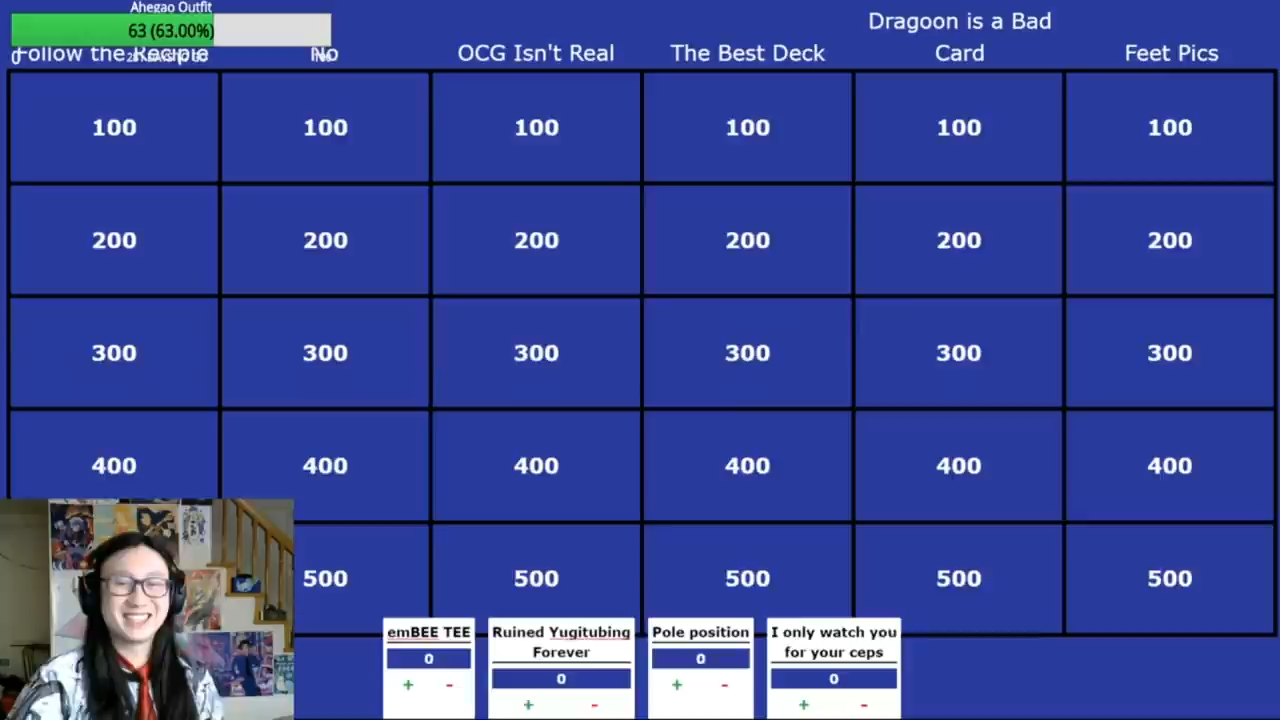 Ahegao Outfit
63 (63.00%)
0
Follow the Recipie
No
OCG Isn't Real
The Best Deck
Dragoon is a Bad
Card
Feet Pics
100 100 100 100 100 100
200 200 200 200 200 200
300 300 300 300 300 300
400 400 400 400 400 400
500 500 500 500 500
emBEE TEE
0
+ -
Ruined Yugitubing
Forever
0
+ -
Pole position
0
+ -
I only watch you
for your ceps
0
+ -